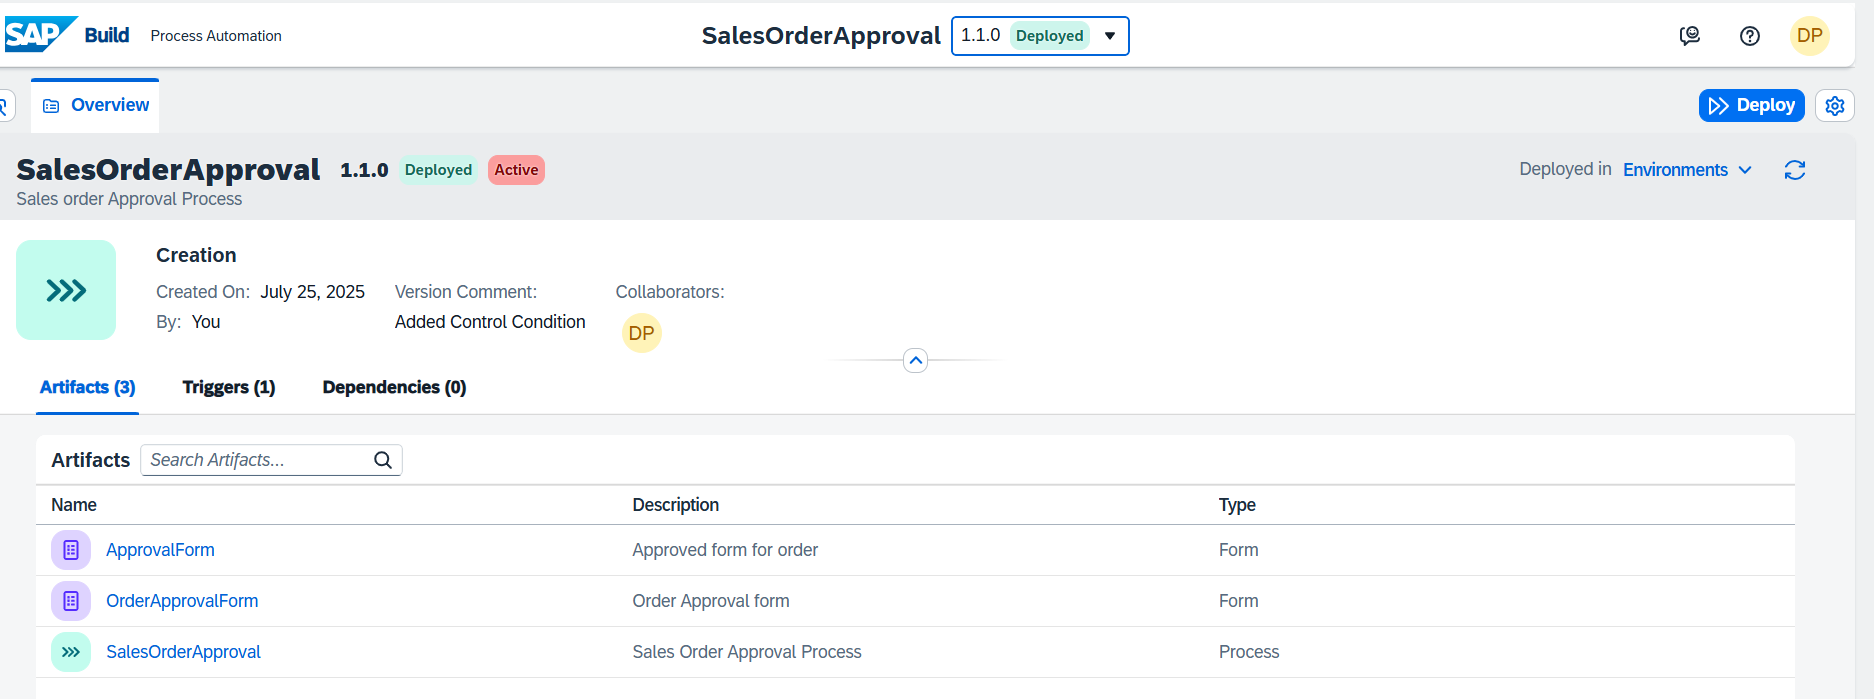 SAP Build Process Automation
SalesOrderApproval 1.1.0 Deployed
DP
Overview
Deploy
SalesOrderApproval 1.1.0 Deployed Active
Deployed in Environments
Sales order Approval Process
Creation
Created On: July 25, 2025 Version Comment: Collaborators:
By: You Added Control Condition
DP
Artifacts (3) Triggers (1) Dependencies (0)
Artifacts Search Artifacts...
Name Description Type
ApprovalForm Approved form for order Form
OrderApprovalForm Order Approval form Form
SalesOrderApproval Sales Order Approval Process Process